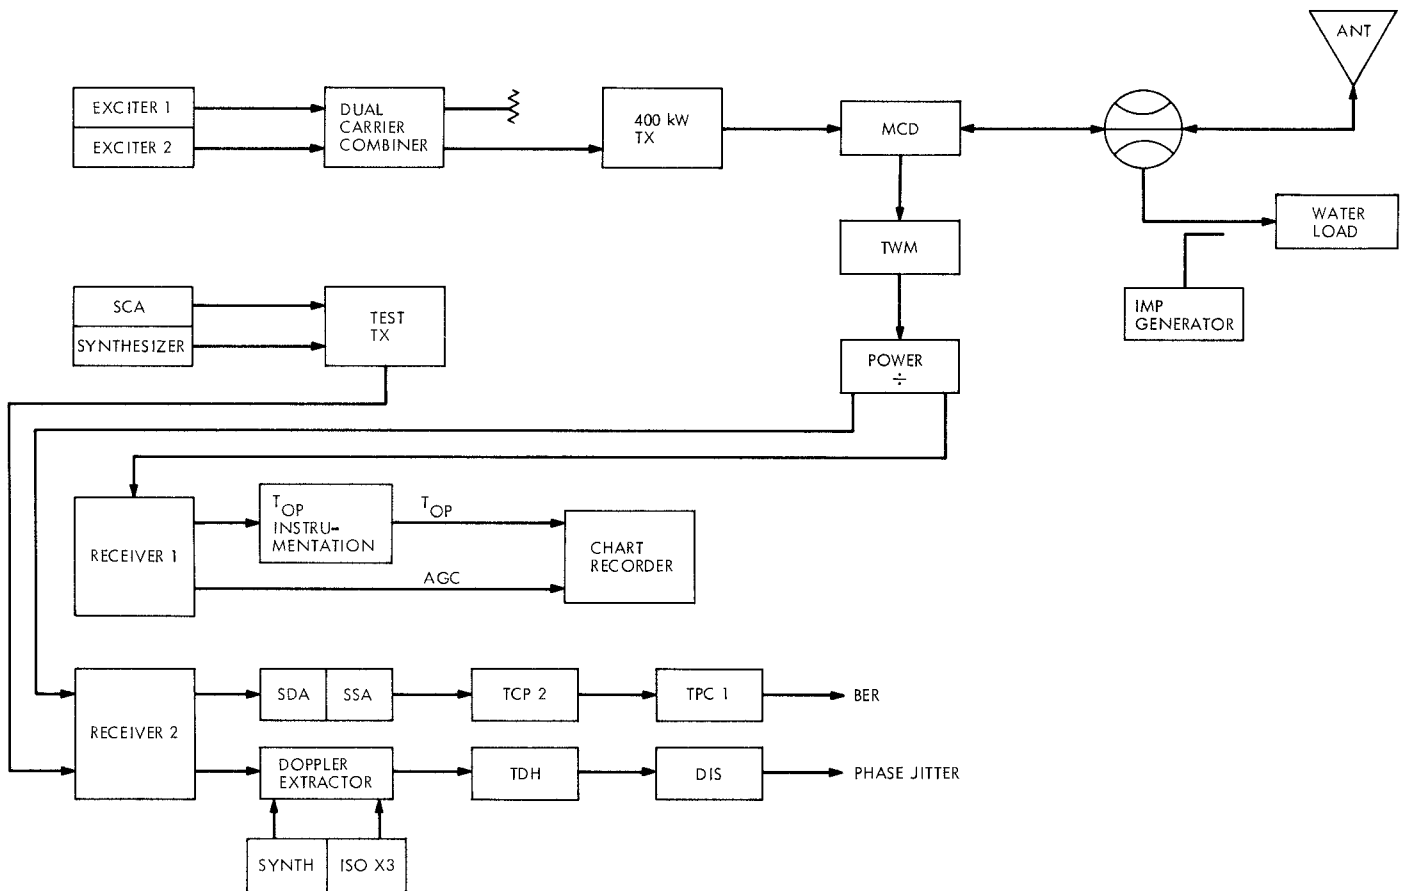 ANT
EXCITER 1
EXCITER 2
DUAL
CARRIER
COMBINER
400 kW
TX
MCD
WATER
LOAD
TWM
IMP
GENERATOR
SCA
SYNTHESIZER
TEST
TX
POWER
÷
RECEIVER 1
TOP
INSTRU-
MENTATION
TOP
AGC
CHART
RECORDER
RECEIVER 2
SDA
SSA
TCP 2
TPC 1
BER
DOPPLER
EXTRACTOR
TDH
DIS
PHASE JITTER
SYNTH
ISO X3